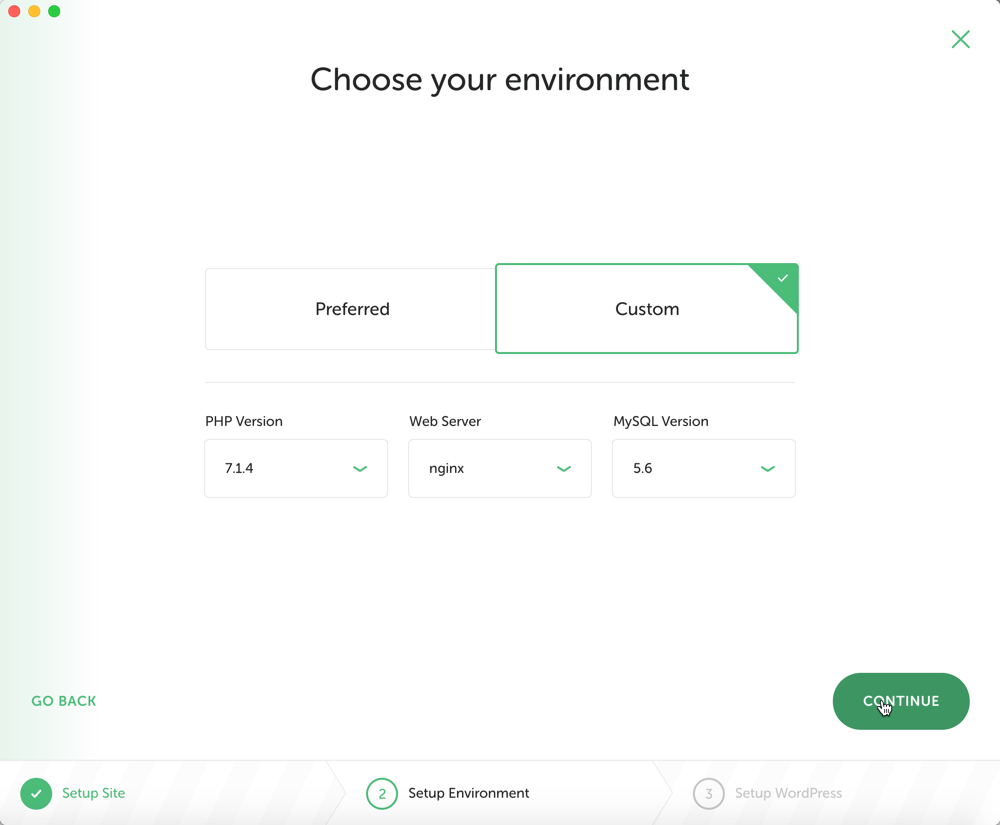 Choose your environment
Preferred
Custom
PHP Version
Web Server
MySQL Version
7.1.4
nginx
5.6
GO BACK
CONTINUE
Setup Site
2
Setup Environment
3
Setup WordPress